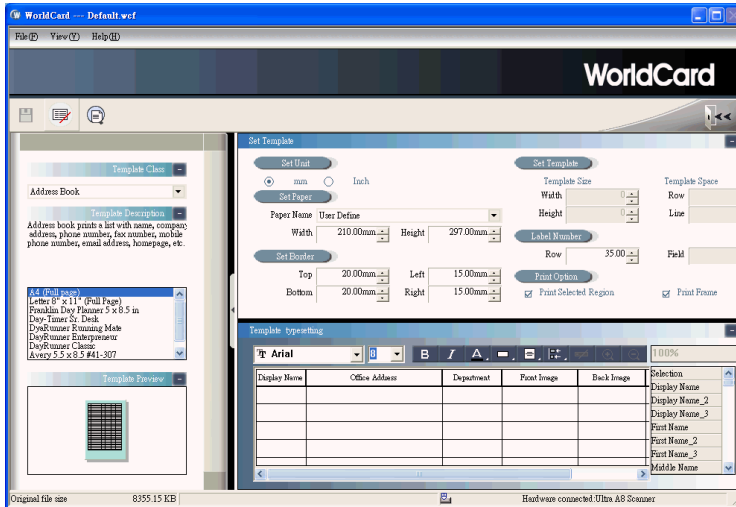 WorldCard --- Default.wcf
File(F) View(V) Help(H)
WorldCard
Template Class
Address Book
Template Description
Address book prints a list with name, company
address, phone number, fax number, mobile
phone number, email address, homepage, etc.
A4 (Full page)
Letter 8" x 11" (Full Page)
Franklin Day Planner 5 x 8.5 in
Day-Timer Sr. Desk
DyaRunner Running Mate
DayRunner Enterpreneur
DayRunner Classic
Avery 5.5 x 8.5 #41-307
Template Preview
Set Template
Set Unit
mm Inch
Set Paper
Paper Name User Define
Width 210.00mm Height 297.00mm
Set Border
Top 20.00mm Left 15.00mm
Bottom 20.00mm Right 15.00mm
Set Template
Template Size Template Space
Width 0 Row
Height 0 Line
Label Number
Row 35.00 Field
Print Option
Print Selected Region Print Frame
Template typesetting
Arial 8 B I A 100%
Display Name Office Address Department Front Image Back Image
Selection
Display Name
Display Name_2
Display Name_3
First Name
First Name_2
First Name_3
Middle Name
Original file size 8355.15 KB Hardware connected:Ultra A8 Scanner